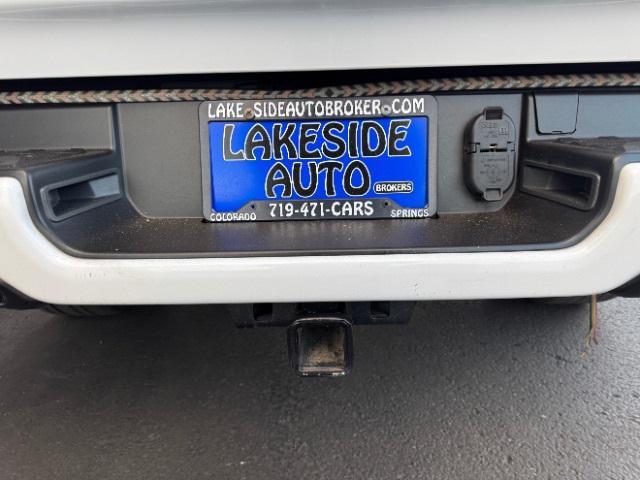 LAKE-SIDEAUTOBROKER.COM
LAKESIDE
AUTO
BROKERS
719-471-CARS
COLORADO SPRINGS